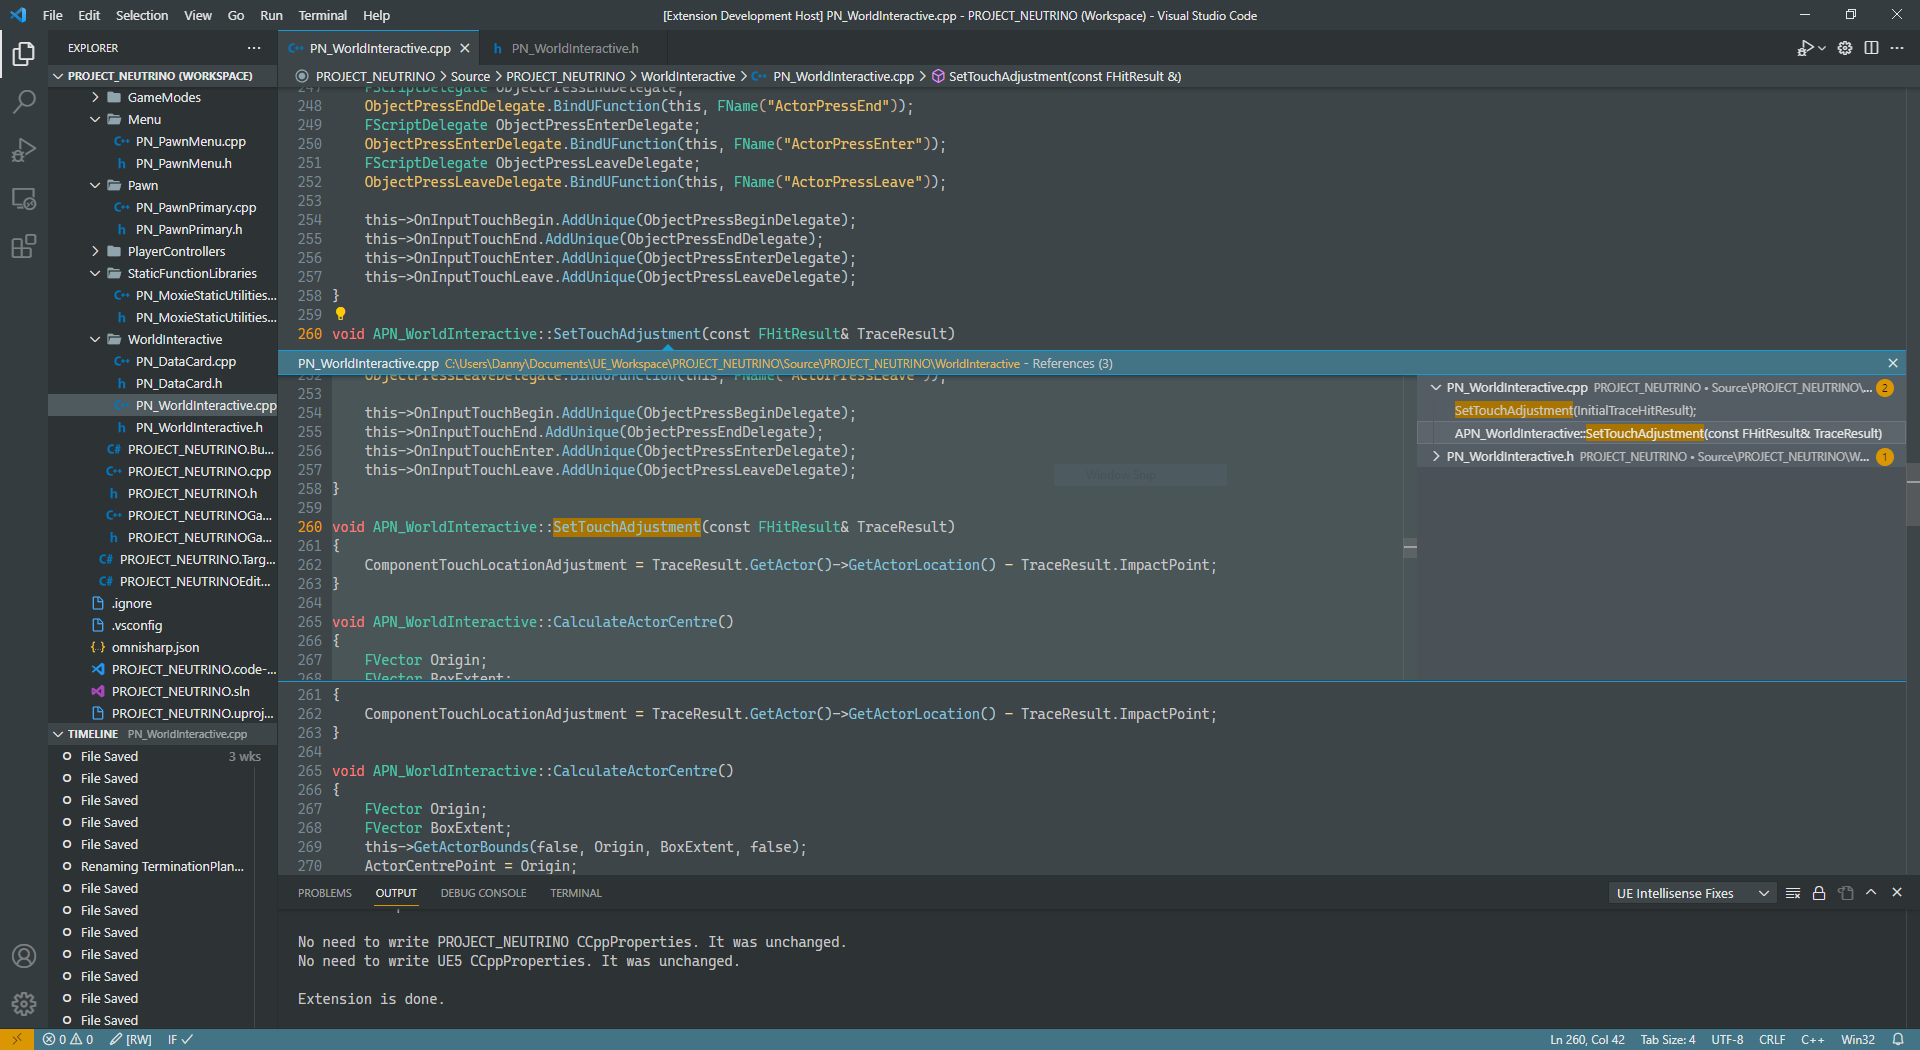 File Edit Selection View Go Run Terminal Help
[Extension Development Host] PN_WorldInteractive.cpp - PROJECT_NEUTRINO (Workspace) - Visual Studio Code
EXPLORER
PROJECT_NEUTRINO (WORKSPACE)
GameModes
Menu
C++ PN_PawnMenu.cpp
h PN_PawnMenu.h
Pawn
C++ PN_PawnPrimary.cpp
h PN_PawnPrimary.h
PlayerControllers
StaticFunctionLibraries
C++ PN_MoxieStaticUtilities...
h PN_MoxieStaticUtilities...
WorldInteractive
C++ PN_DataCard.cpp
h PN_DataCard.h
C++ PN_WorldInteractive.cpp
h PN_WorldInteractive.h
C# PROJECT_NEUTRINO.Bu...
C++ PROJECT_NEUTRINO.cpp
h PROJECT_NEUTRINO.h
C++ PROJECT_NEUTRINOGa...
h PROJECT_NEUTRINOGa...
C# PROJECT_NEUTRINO.Targ...
C# PROJECT_NEUTRINOEdit...
.ignore
.vsconfig
{} omnisharp.json
PROJECT_NEUTRINO.code-...
PROJECT_NEUTRINO.sln
PROJECT_NEUTRINO.uproj...
TIMELINE PN_WorldInteractive.cpp
File Saved 3 wks
File Saved
File Saved
File Saved
File Saved
Renaming TerminationPlan...
File Saved
File Saved
File Saved
File Saved
File Saved
File Saved
File Saved
C++ PN_WorldInteractive.cpp
h PN_WorldInteractive.h
PROJECT_NEUTRINO > Source > PROJECT_NEUTRINO > WorldInteractive > C++ PN_WorldInteractive.cpp > SetTouchAdjustment(const FHitResult &)
247 FScriptDelegate ObjectPressEndDelegate;
248 ObjectPressEndDelegate.BindUFunction(this, FName("ActorPressEnd"));
249 FScriptDelegate ObjectPressEnterDelegate;
250 ObjectPressEnterDelegate.BindUFunction(this, FName("ActorPressEnter"));
251 FScriptDelegate ObjectPressLeaveDelegate;
252 ObjectPressLeaveDelegate.BindUFunction(this, FName("ActorPressLeave"));
253
254 this->OnInputTouchBegin.AddUnique(ObjectPressBeginDelegate);
255 this->OnInputTouchEnd.AddUnique(ObjectPressEndDelegate);
256 this->OnInputTouchEnter.AddUnique(ObjectPressEnterDelegate);
257 this->OnInputTouchLeave.AddUnique(ObjectPressLeaveDelegate);
258 }
259
260 void APN_WorldInteractive::SetTouchAdjustment(const FHitResult& TraceResult)
PN_WorldInteractive.cpp C:\Users\Danny\Documents\UE_Workspace\PROJECT_NEUTRINO\Source\PROJECT_NEUTRINO\WorldInteractive - References (3)
252 ObjectPressLeaveDelegate.BindUFunction(this, FName("ActorPressLeave"));
253
254 this->OnInputTouchBegin.AddUnique(ObjectPressBeginDelegate);
255 this->OnInputTouchEnd.AddUnique(ObjectPressEndDelegate);
256 this->OnInputTouchEnter.AddUnique(ObjectPressEnterDelegate);
257 this->OnInputTouchLeave.AddUnique(ObjectPressLeaveDelegate);
258 }
259
260 void APN_WorldInteractive::SetTouchAdjustment(const FHitResult& TraceResult)
261 {
262 ComponentTouchLocationAdjustment = TraceResult.GetActor()->GetActorLocation() - TraceResult.ImpactPoint;
263 }
264
265 void APN_WorldInteractive::CalculateActorCentre()
266 {
267 FVector Origin;
268 FVector BoxExtent;
Window Snip
PN_WorldInteractive.cpp PROJECT_NEUTRINO • Source\PROJECT_NEUTRINO\... 2
SetTouchAdjustment(InitialTraceHitResult);
APN_WorldInteractive::SetTouchAdjustment(const FHitResult& TraceResult)
PN_WorldInteractive.h PROJECT_NEUTRINO • Source\PROJECT_NEUTRINO\W... 1
261 {
262 ComponentTouchLocationAdjustment = TraceResult.GetActor()->GetActorLocation() - TraceResult.ImpactPoint;
263 }
264
265 void APN_WorldInteractive::CalculateActorCentre()
266 {
267 FVector Origin;
268 FVector BoxExtent;
269 this->GetActorBounds(false, Origin, BoxExtent, false);
270 ActorCentrePoint = Origin;
PROBLEMS OUTPUT DEBUG CONSOLE TERMINAL
UE Intellisense Fixes
No need to write PROJECT_NEUTRINO CCppProperties. It was unchanged.
No need to write UE5 CCppProperties. It was unchanged.
Extension is done.
0 0 [RW] IF
Ln 260, Col 42 Tab Size: 4 UTF-8 CRLF C++ Win32